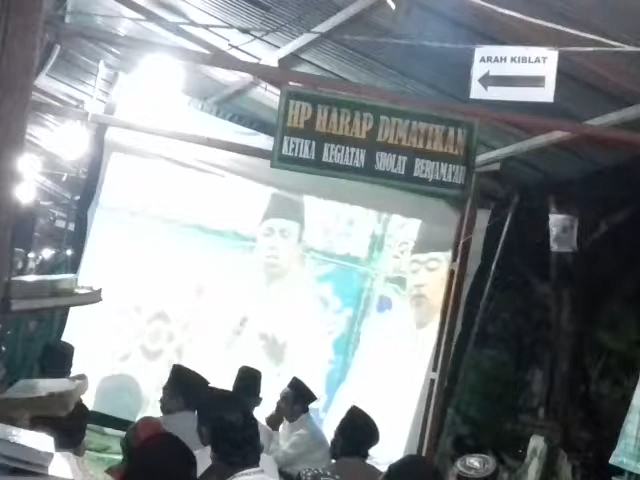 ARAH KIBLAT
HP HARAP DIMATIKAN
KETIKA KEGIATAN SHOLAT BERJAMA'AH